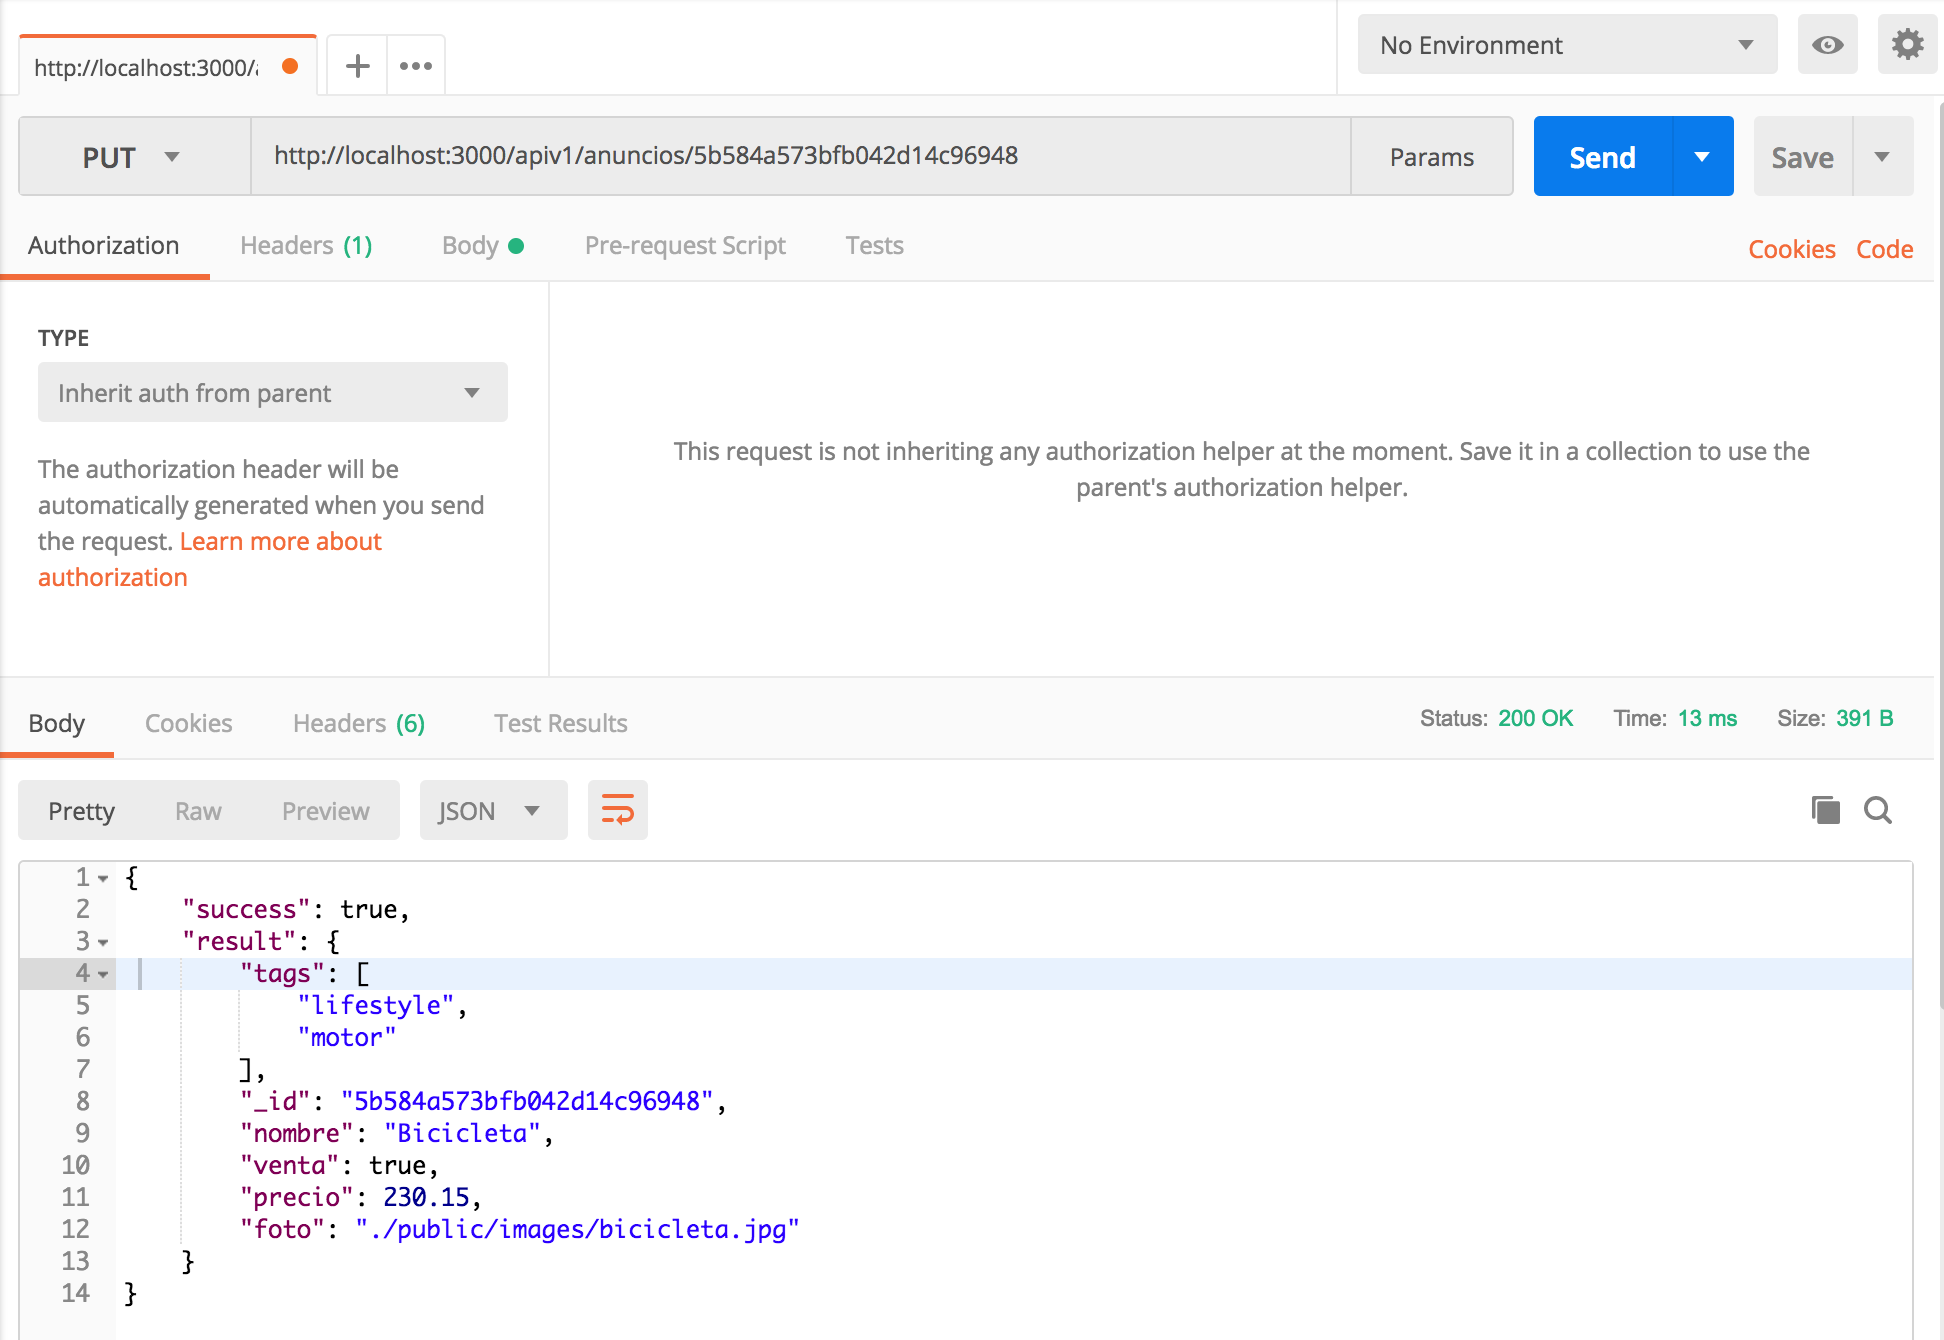 http://localhost:3000/a
No Environment
PUT
http://localhost:3000/apiv1/anuncios/5b584a573bfb042d14c96948
Params
Send
Save
Authorization
Headers (1)
Body
Pre-request Script
Tests
Cookies
Code
TYPE
Inherit auth from parent
The authorization header will be
automatically generated when you send
the request. Learn more about
authorization
This request is not inheriting any authorization helper at the moment. Save it in a collection to use the
parent's authorization helper.
Body
Cookies
Headers (6)
Test Results
Status: 200 OK
Time: 13 ms
Size: 391 B
Pretty
Raw
Preview
JSON
1 {
2 "success": true,
3 "result": {
4 "tags": [
5 "lifestyle",
6 "motor"
7 ],
8 "_id": "5b584a573bfb042d14c96948",
9 "nombre": "Bicicleta",
10 "venta": true,
11 "precio": 230.15,
12 "foto": "./public/images/bicicleta.jpg"
13 }
14 }